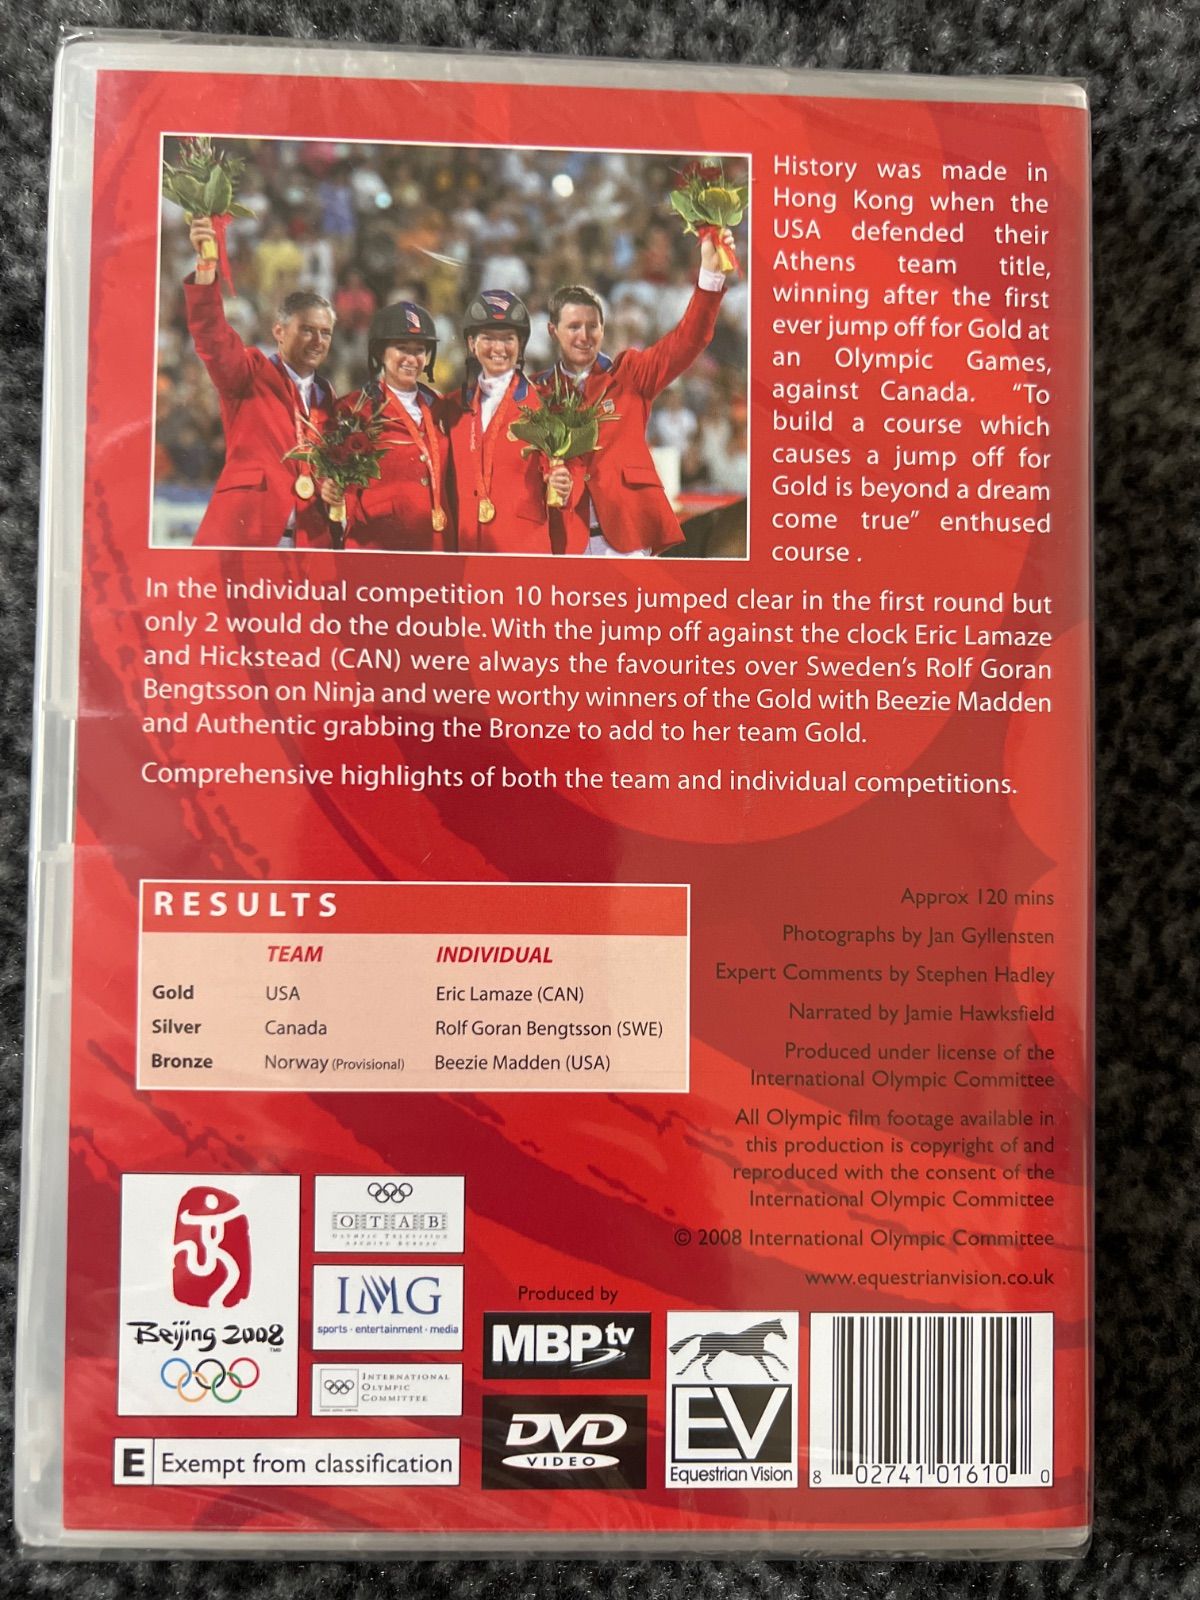 History was made in
Hong Kong when the
USA defended their
Athens team title,
winning after the first
ever jump off for Gold at
an Olympic Games,
against Canada. "To
build a course which
causes a jump off for
Gold is beyond a dream
come true" enthused
course .
In the individual competition 10 horses jumped clear in the first round but
only 2 would do the double. With the jump off against the clock Eric Lamaze
and Hickstead (CAN) were always the favourites over Sweden's Rolf Goran
Bengtsson on Ninja and were worthy winners of the Gold with Beezie Madden
and Authentic grabbing the Bronze to add to her team Gold.
Comprehensive highlights of both the team and individual competitions.
RESULTS
TEAM INDIVIDUAL
Gold USA Eric Lamaze (CAN)
Silver Canada Rolf Goran Bengtsson (SWE)
Bronze Norway (Provisional) Beezie Madden (USA)
Approx 120 mins
Photographs by Jan Gyllensten
Expert Comments by Stephen Hadley
Narrated by Jamie Hawksfield
Produced under license of the
International Olympic Committee
All Olympic film footage available in
this production is copyright of and
reproduced with the consent of the
International Olympic Committee
© 2008 International Olympic Committee
www.equestrianvision.co.uk
Beijing 2008
TM
OTAB
OLYMPIC TELEVISION
ARCHIVE BUREAU
IMG
sports · entertainment · media
INTERNATIONAL
OLYMPIC
COMMITTEE
E Exempt from classification
Produced by
MBPtv
DVD
VIDEO
EV
Equestrian Vision
8 02741 01610 0